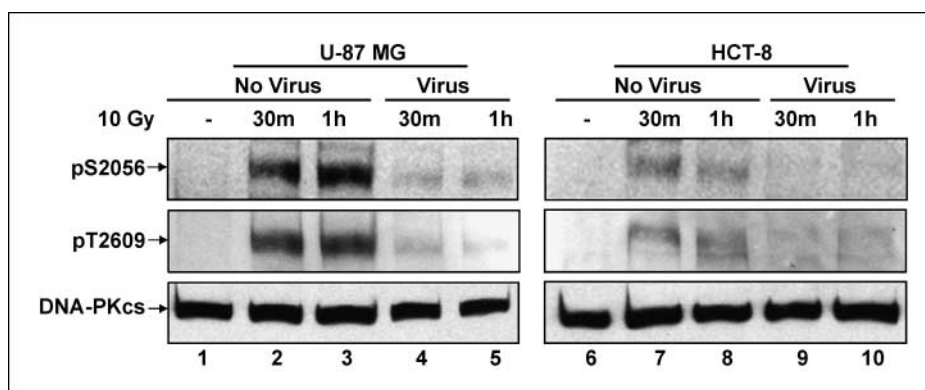 U-87 MG HCT-8
No Virus Virus No Virus Virus
10 Gy - 30m 1h 30m 1h - 30m 1h 30m 1h
pS2056
pT2609
DNA-PKcs
1 2 3 4 5 6 7 8 9 10